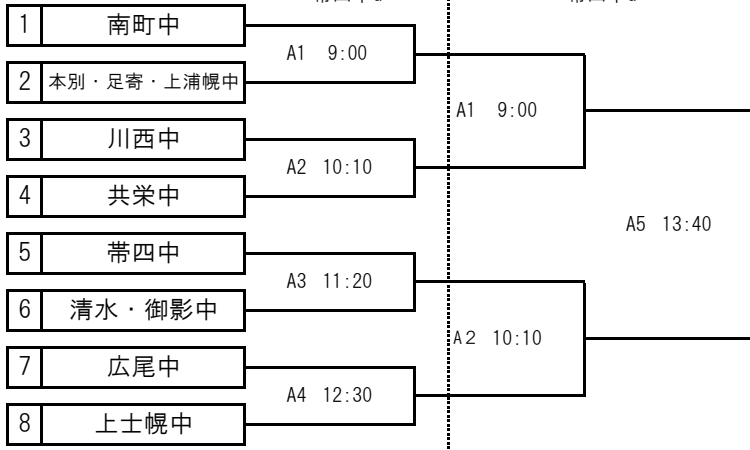 1 南町中
A1 9:00
2 本別・足寄・上浦幌中
A1 9:00
3 川西中
A2 10:10
4 共栄中
A5 13:40
5 帯四中
A3 11:20
6 清水・御影中
A2 10:10
7 広尾中
A4 12:30
8 上士幌中